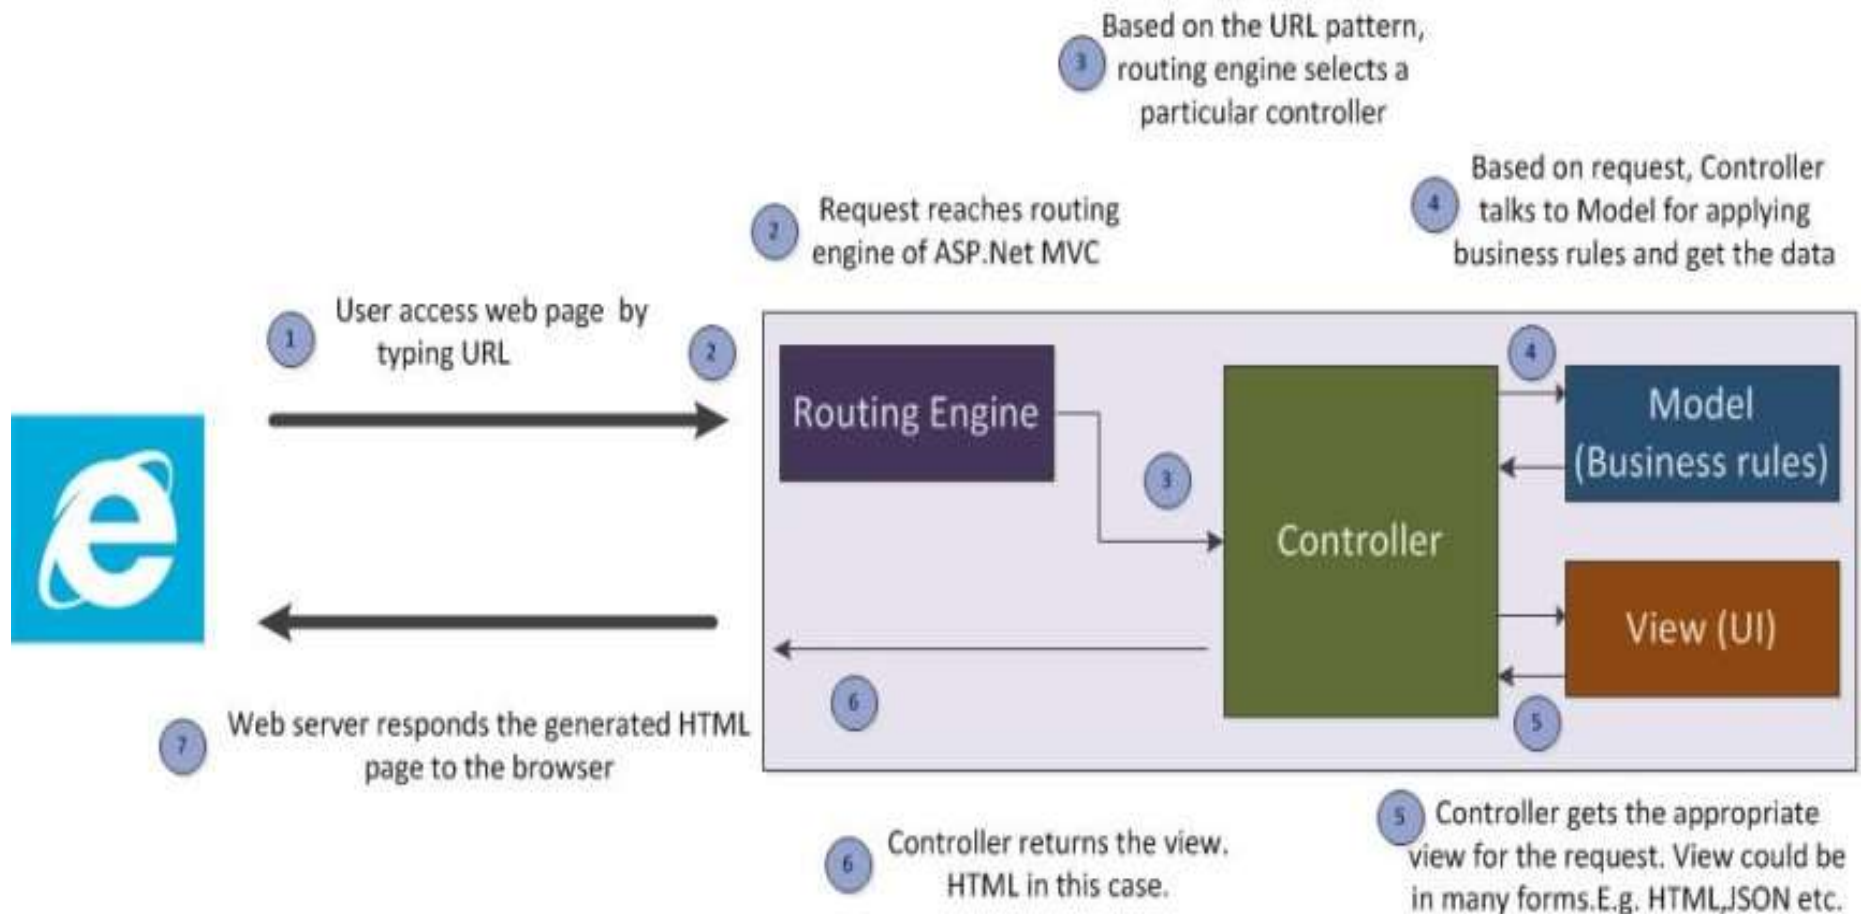 Based on the URL pattern,
3
routing engine selects a
particular controller
Based on request, Controller
4
talks to Model for applying
business rules and get the data
2
Request reaches routing
engine of ASP.Net MVC
1
User access web page by
typing URL
2
Routing Engine
3
Controller
4
Model
(Business rules)
View (UI)
5
6
7
Web server responds the generated HTML
page to the browser
6
Controller returns the view.
HTML in this case.
5
Controller gets the appropriate
view for the request. View could be
in many forms.E.g. HTML,JSON etc.